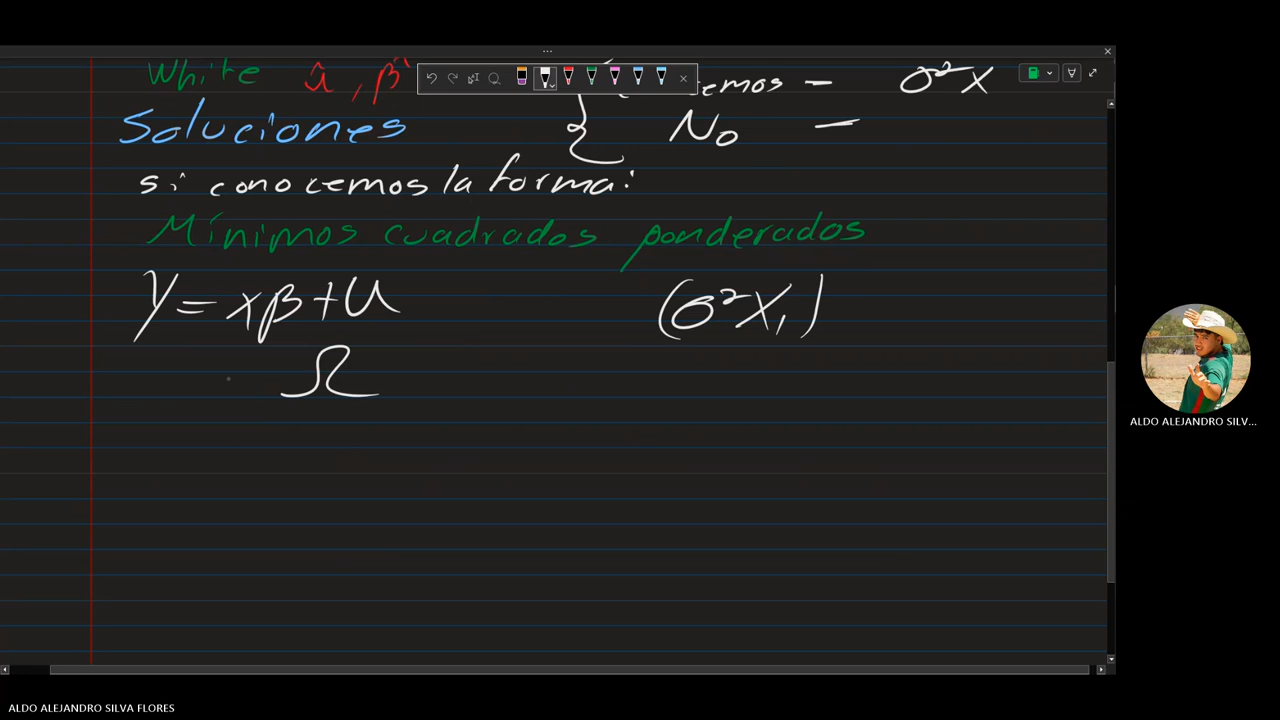 White û, β̂ cemos – σ²X
Soluciones No –
si conocemos la forma:
Mínimos cuadrados ponderados
Y = xβ + U (σ²X₁)
Ω
ALDO ALEJANDRO SILV...
ALDO ALEJANDRO SILVA FLORES